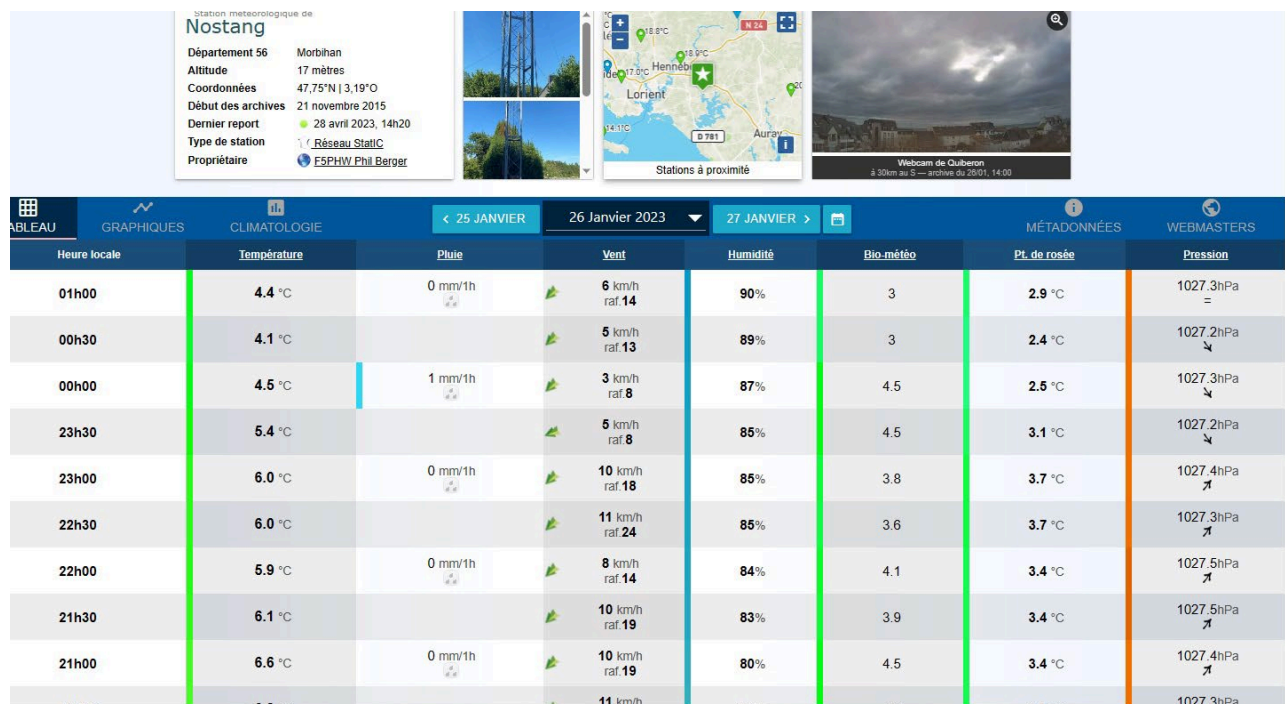 Station météorologique de
Nostang
Département 56 Morbihan
Altitude 17 mètres
Coordonnées 47,75°N | 3,19°O
Début des archives 21 novembre 2015
Dernier report 28 avril 2023, 14h20
Type de station Réseau StatIC
Propriétaire F5PHW Phil Berger
+
−
18.8°C
N 24
18.9°C
17.0°C
Lorient
14.1°C
D 781
Auray
i
Stations à proximité
Webcam de Quiberon
à 30km au S — archive du 26/01, 14:00
ABLEAU
GRAPHIQUES
CLIMATOLOGIE
< 25 JANVIER
26 Janvier 2023
27 JANVIER >
MÉTADONNÉES
WEBMASTERS
Heure locale Température Pluie Vent Humidité Bio-météo Pt. de rosée Pression
01h00 4.4 °C 0 mm/1h 6 km/h raf.14 90% 3 2.9 °C 1027.3hPa =
00h30 4.1 °C 5 km/h raf.13 89% 3 2.4 °C 1027.2hPa
00h00 4.5 °C 1 mm/1h 3 km/h raf.8 87% 4.5 2.5 °C 1027.3hPa
23h30 5.4 °C 5 km/h raf.8 85% 4.5 3.1 °C 1027.2hPa
23h00 6.0 °C 0 mm/1h 10 km/h raf.18 85% 3.8 3.7 °C 1027.4hPa
22h30 6.0 °C 11 km/h raf.24 85% 3.6 3.7 °C 1027.3hPa
22h00 5.9 °C 0 mm/1h 8 km/h raf.14 84% 4.1 3.4 °C 1027.5hPa
21h30 6.1 °C 10 km/h raf.19 83% 3.9 3.4 °C 1027.5hPa
21h00 6.6 °C 0 mm/1h 10 km/h raf.19 80% 4.5 3.4 °C 1027.4hPa
11 km/h 1027.3hPa